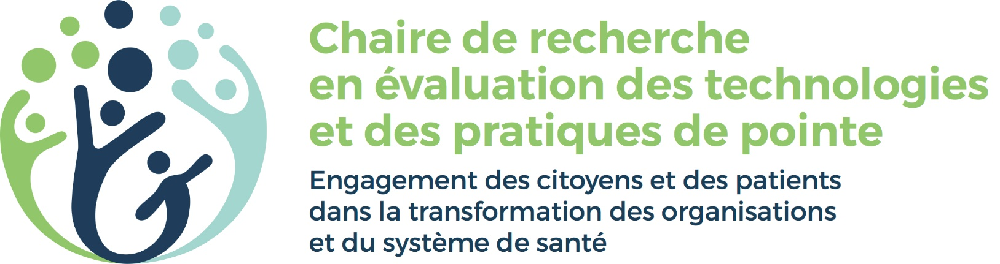 Chaire de recherche
en évaluation des technologies
et des pratiques de pointe
Engagement des citoyens et des patients
dans la transformation des organisations
et du système de santé